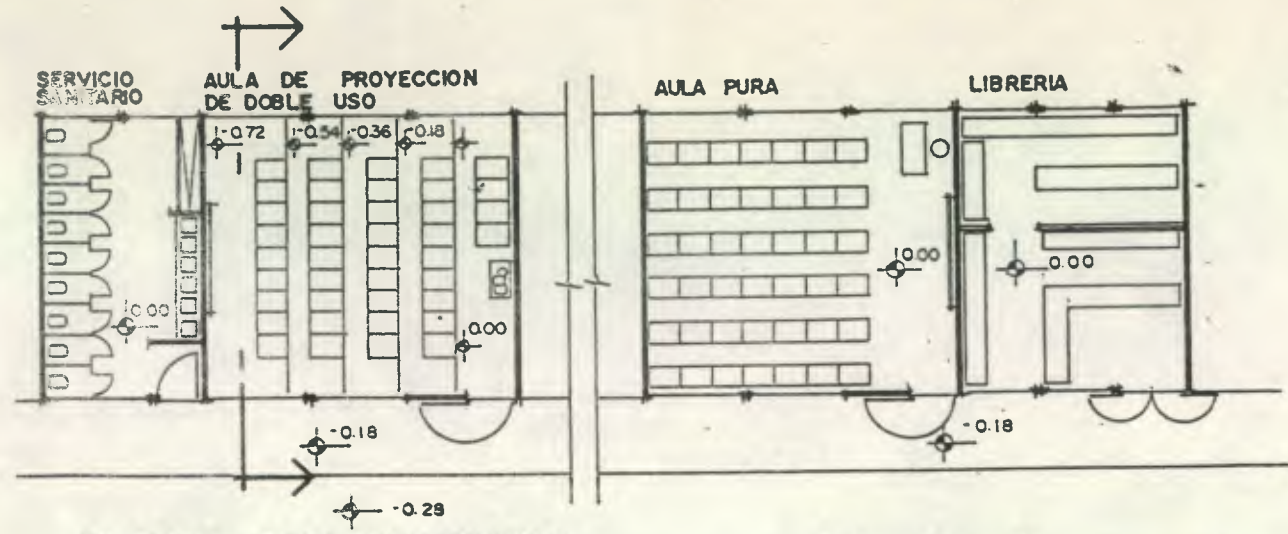 SERVICIO
SANITARIO
AULA DE PROYECCION
DE DOBLE USO
AULA PURA
LIBRERIA
-0.72
-0.54
-0.36
-0.18
0.00
0.00
0.00
0.00
-0.18
-0.18
-0.28